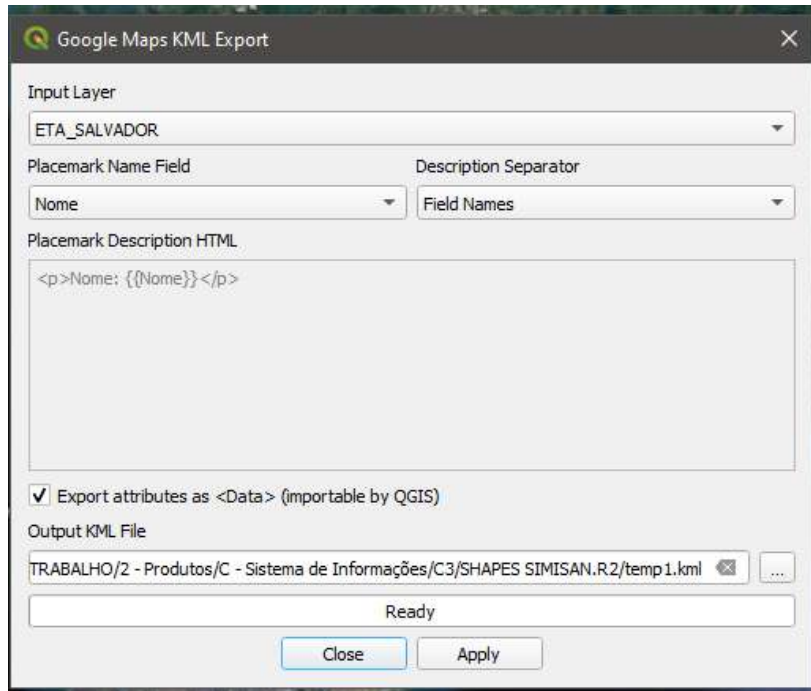 Google Maps KML Export
Input Layer
ETA_SALVADOR
Placemark Name Field Description Separator
Nome Field Names
Placemark Description HTML
<p>Nome: {{Nome}}</p>
Export attributes as <Data> (importable by QGIS)
Output KML File
TRABALHO/2 - Produtos/C - Sistema de Informações/C3/SHAPES SIMISAN.R2/temp1.kml ...
Ready
Close Apply